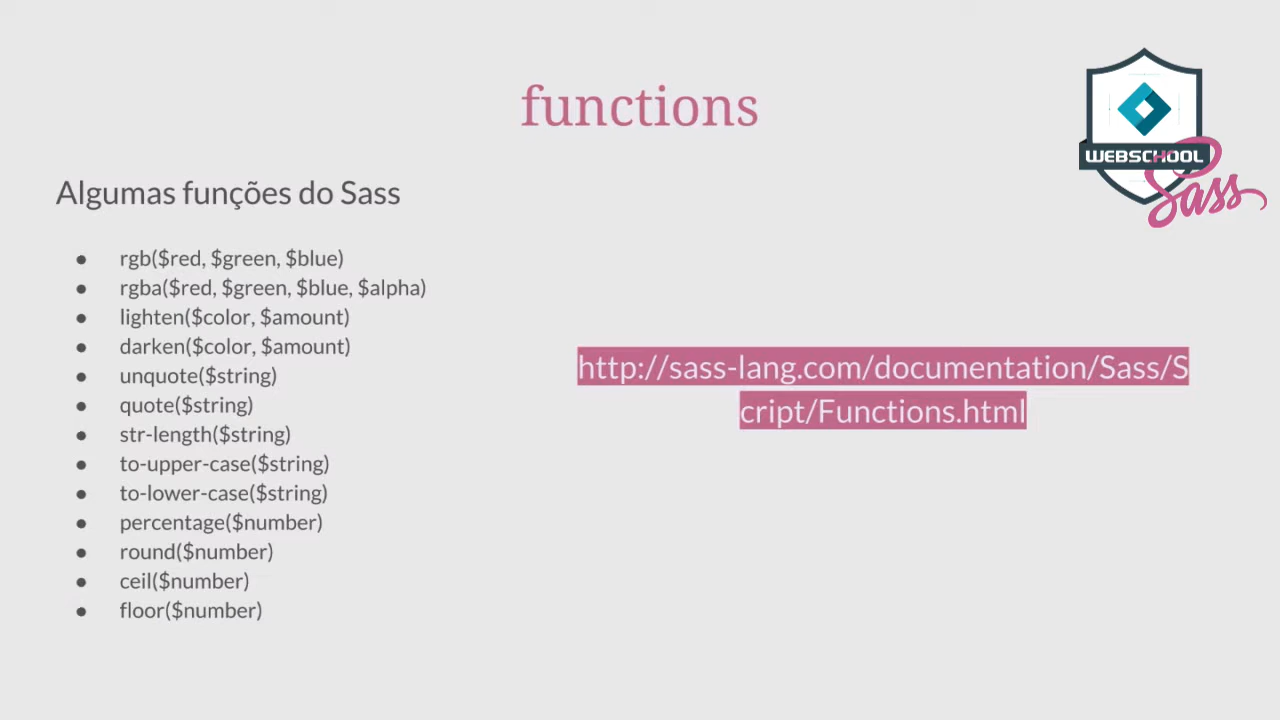 functions
WEBSCHOOL
Sass
Algumas funções do Sass
● rgb($red, $green, $blue)
● rgba($red, $green, $blue, $alpha)
● lighten($color, $amount)
● darken($color, $amount)
● unquote($string)
● quote($string)
● str-length($string)
● to-upper-case($string)
● to-lower-case($string)
● percentage($number)
● round($number)
● ceil($number)
● floor($number)
http://sass-lang.com/documentation/Sass/S
cript/Functions.html